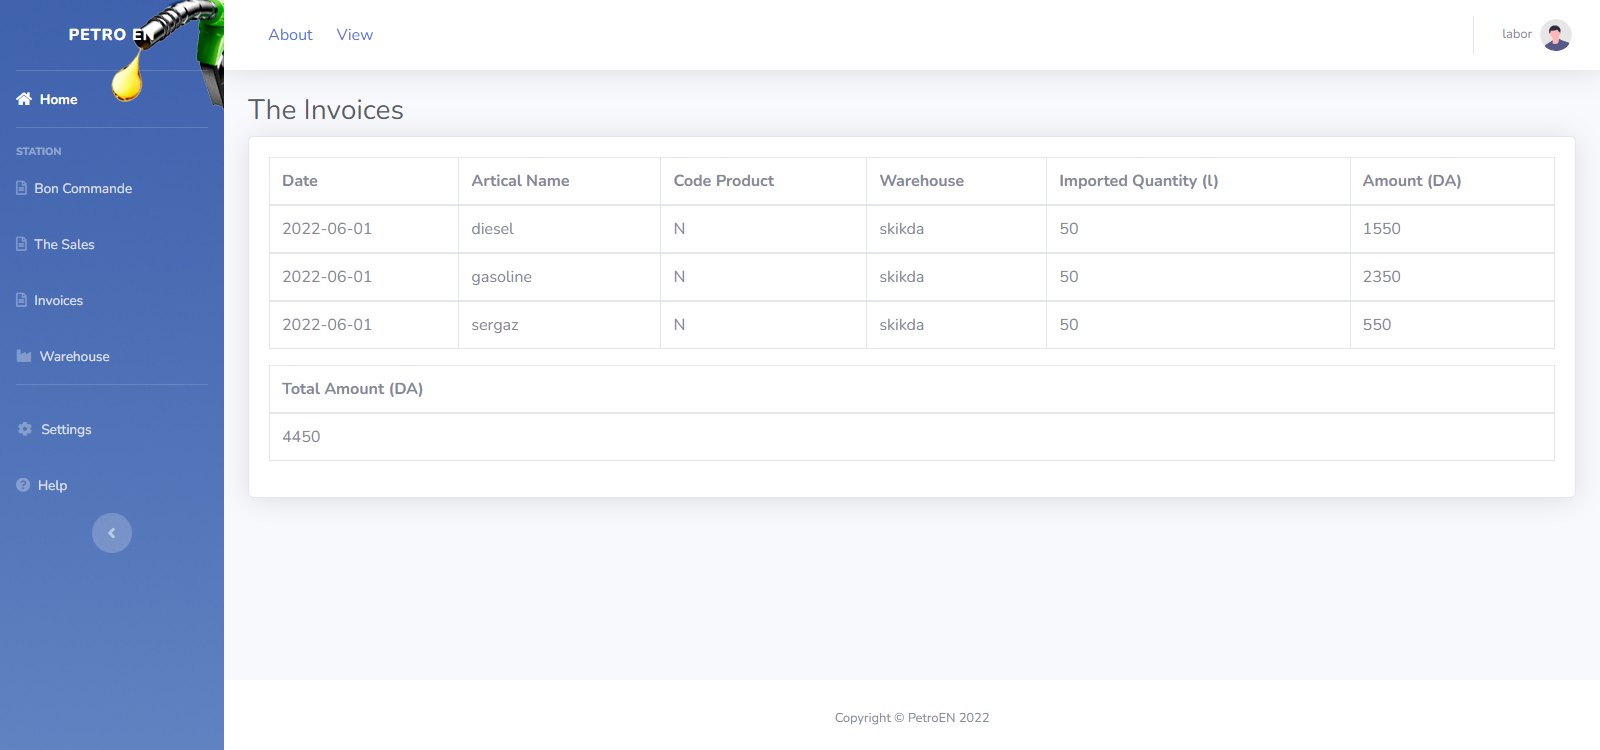 PETRO EN
About View
labor
Home
STATION
Bon Commande
The Sales
Invoices
Warehouse
Settings
Help
The Invoices
Date Artical Name Code Product Warehouse Imported Quantity (l) Amount (DA)
2022-06-01 diesel N skikda 50 1550
2022-06-01 gasoline N skikda 50 2350
2022-06-01 sergaz N skikda 50 550
Total Amount (DA)
4450
Copyright © PetroEN 2022